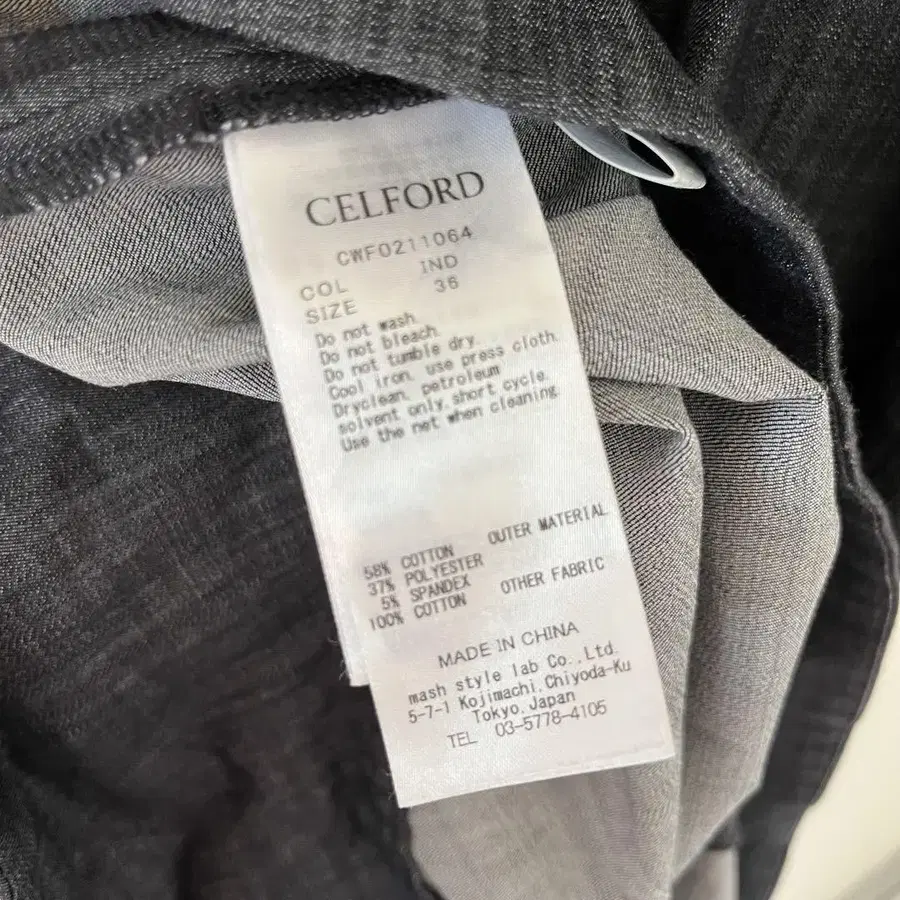 CELFORD
CWF0211064
COL IND
SIZE 36
Do not wash.
Do not bleach.
Do not tumble dry.
Cool iron, use press cloth.
Dryclean, petroleum
solvent only, short cycle.
Use the net when cleaning.
OUTER MATERIAL
58% COTTON
37% POLYESTER
5% SPANDEX
OTHER FABRIC
100% COTTON
MADE IN CHINA
mash style lab Co., Ltd.
5-7-1 Kojimachi, Chiyoda-Ku
Tokyo, Japan
TEL 03-5778-4105